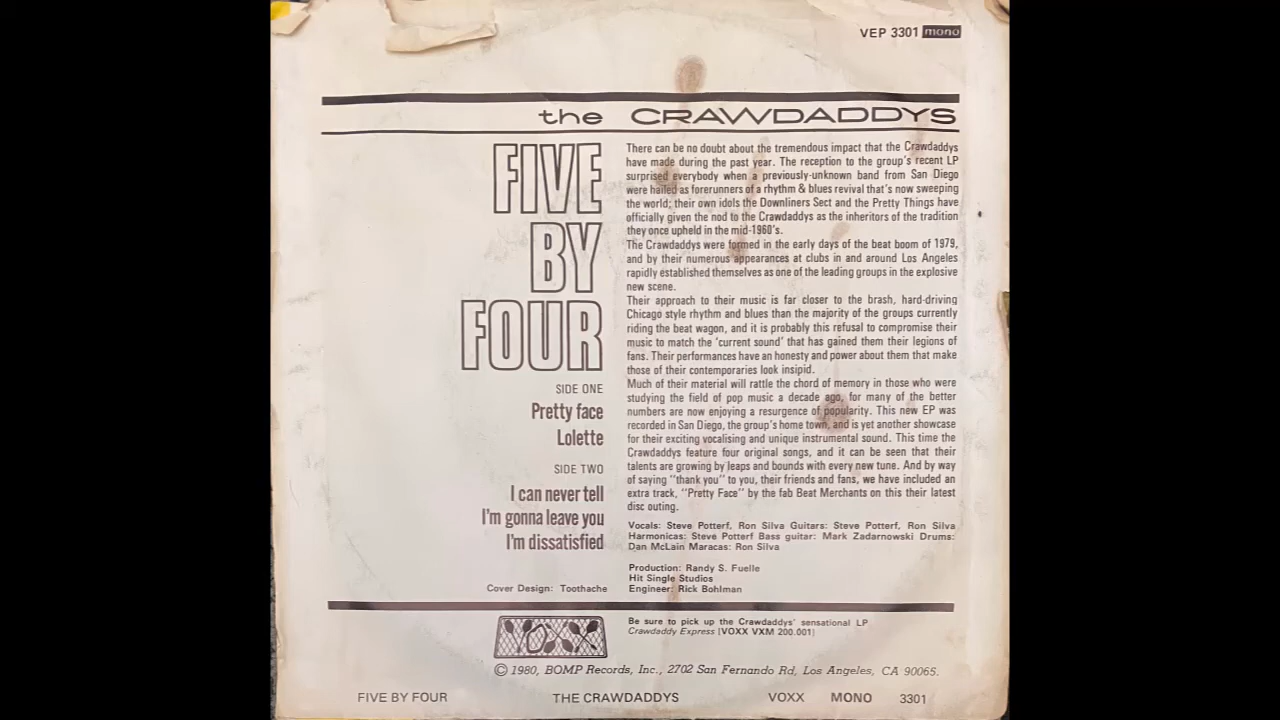 VEP 3301 mono
the CRAWDADDYS
FIVE
BY
FOUR
SIDE ONE
Pretty face
Lolette
SIDE TWO
I can never tell
I'm gonna leave you
I'm dissatisfied
Cover Design: Toothache
There can be no doubt about the tremendous impact that the Crawdaddys
have made during the past year. The reception to the group's recent LP
surprised everybody when a previously-unknown band from San Diego
were hailed as forerunners of a rhythm & blues revival that's now sweeping
the world; their own idols the Downliners Sect and the Pretty Things have
officially given the nod to the Crawdaddys as the inheritors of the tradition
they once upheld in the mid-1960's.
The Crawdaddys were formed in the early days of the beat boom of 1979,
and by their numerous appearances at clubs in and around Los Angeles
rapidly established themselves as one of the leading groups in the explosive
new scene.
Their approach to their music is far closer to the brash, hard-driving
Chicago style rhythm and blues than the majority of the groups currently
riding the beat wagon, and it is probably this refusal to compromise their
music to match the 'current sound' that has gained them their legions of
fans. Their performances have an honesty and power about them that make
those of their contemporaries look insipid.
Much of their material will rattle the chord of memory in those who were
studying the field of pop music a decade ago, for many of the better
numbers are now enjoying a resurgence of popularity. This new EP was
recorded in San Diego, the group's home town, and is yet another showcase
for their exciting vocalising and unique instrumental sound. This time the
Crawdaddys feature four original songs, and it can be seen that their
talents are growing by leaps and bounds with every new tune. And by way
of saying "thank you" to you, their friends and fans, we have included an
extra track, "Pretty Face" by the fab Beat Merchants on this their latest
disc outing.
Vocals: Steve Potterf, Ron Silva Guitars: Steve Potterf, Ron Silva
Harmonicas: Steve Potterf Bass guitar: Mark Zadarnowski Drums:
Dan McLain Maracas: Ron Silva
Production: Randy S. Fuelle
Hit Single Studios
Engineer: Rick Bohlman
VOXX
Be sure to pick up the Crawdaddys' sensational LP
Crawdaddy Express (VOXX VXM 200.001)
© 1980, BOMP Records, Inc., 2702 San Fernando Rd, Los Angeles, CA 90065.
FIVE BY FOUR THE CRAWDADDYS VOXX MONO 3301